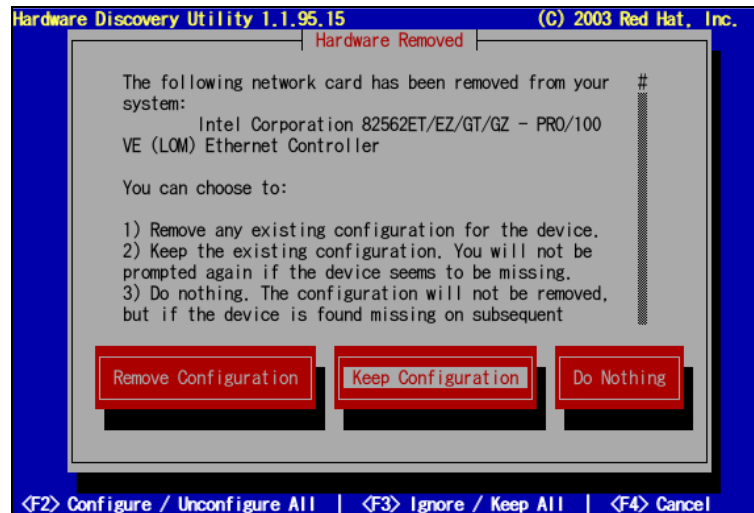 Hardware Discovery Utility 1.1.95.15 (C) 2003 Red Hat, Inc.
Hardware Removed
The following network card has been removed from your #
system:
Intel Corporation 82562ET/EZ/GT/GZ - PRO/100
VE (LOM) Ethernet Controller
You can choose to:
1) Remove any existing configuration for the device.
2) Keep the existing configuration. You will not be
prompted again if the device seems to be missing.
3) Do nothing. The configuration will not be removed,
but if the device is found missing on subsequent
Remove Configuration Keep Configuration Do Nothing
<F2> Configure / Unconfigure All | <F3> Ignore / Keep All | <F4> Cancel